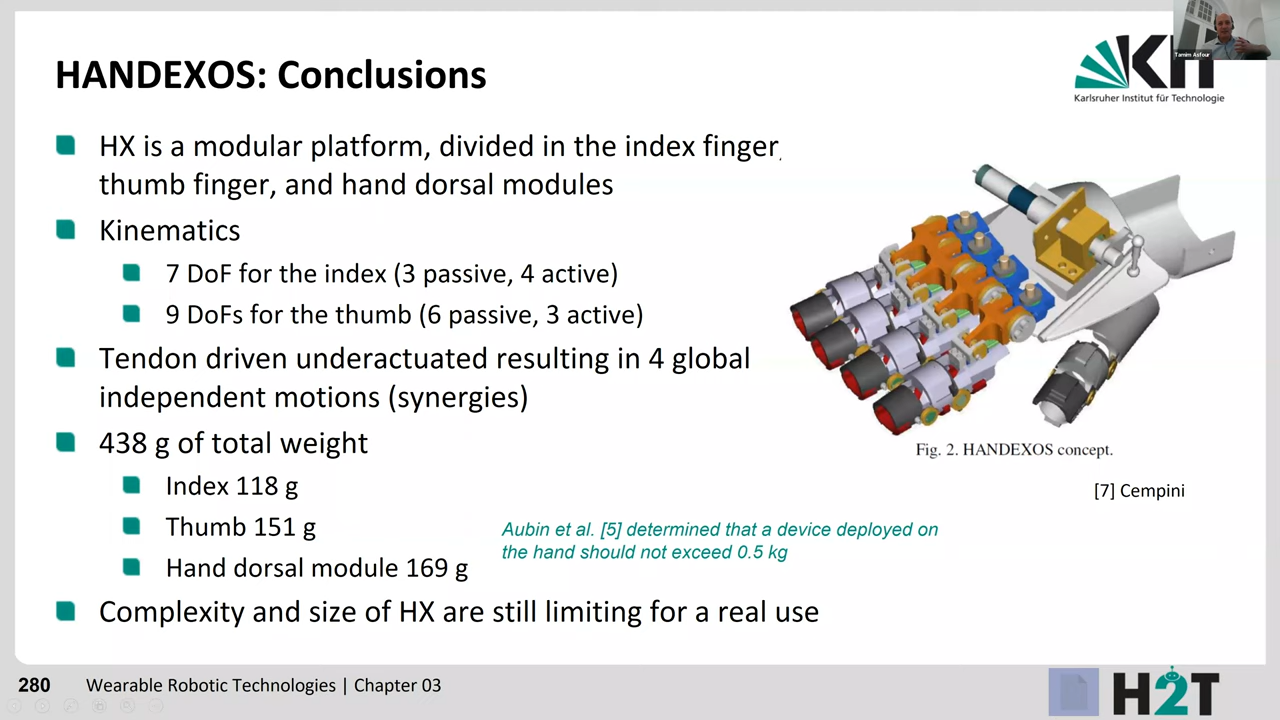 HANDEXOS: Conclusions
Tamim Asfour
KIT
Karlsruher Institut für Technologie
HX is a modular platform, divided in the index finger,
thumb finger, and hand dorsal modules
Kinematics
7 DoF for the index (3 passive, 4 active)
9 DoFs for the thumb (6 passive, 3 active)
Tendon driven underactuated resulting in 4 global
independent motions (synergies)
438 g of total weight
Index 118 g
Thumb 151 g
Hand dorsal module 169 g
Fig. 2. HANDEXOS concept.
[7] Cempini
Aubin et al. [5] determined that a device deployed on
the hand should not exceed 0.5 kg
Complexity and size of HX are still limiting for a real use
280 Wearable Robotic Technologies | Chapter 03
H2T